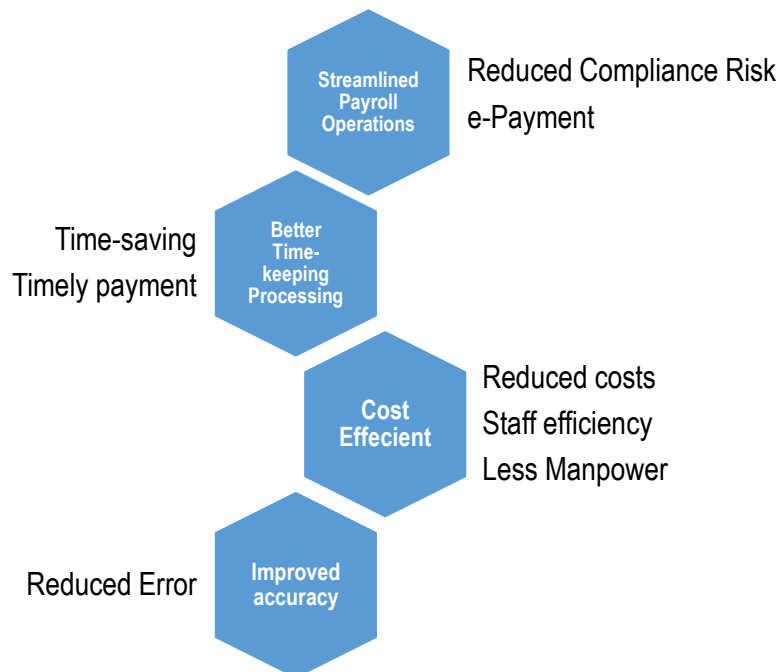 Streamlined
Payroll
Operations
Reduced Compliance Risk
e-Payment
Time-saving
Timely payment
Better
Time-
keeping
Processing
Cost
Effecient
Reduced costs
Staff efficiency
Less Manpower
Reduced Error
Improved
accuracy